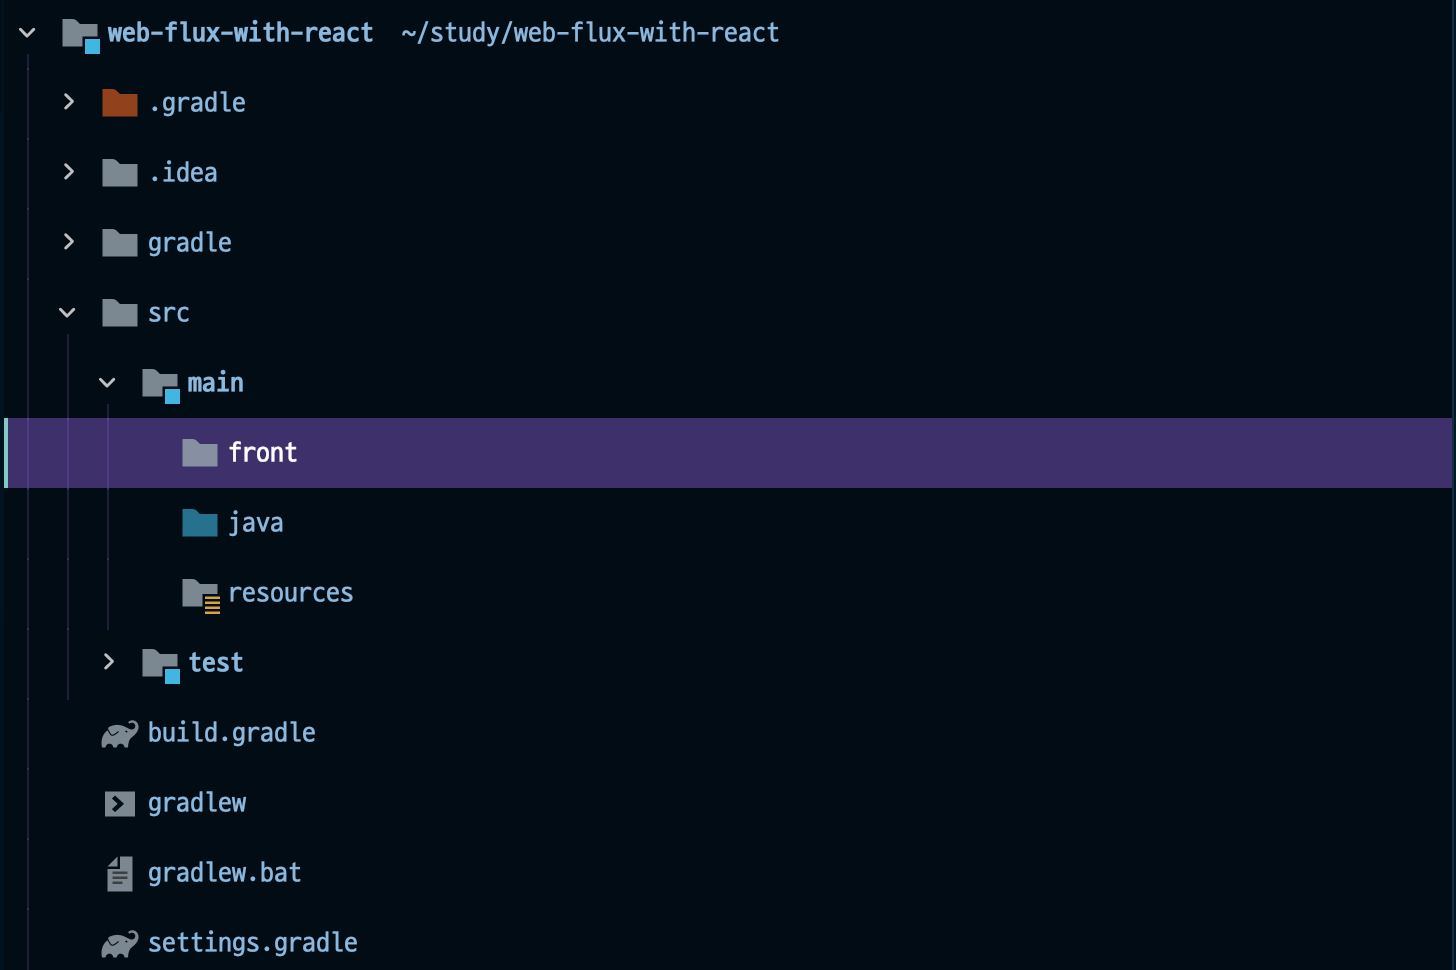 web-flux-with-react ~/study/web-flux-with-react
.gradle
.idea
gradle
src
main
front
java
resources
test
build.gradle
gradlew
gradlew.bat
settings.gradle